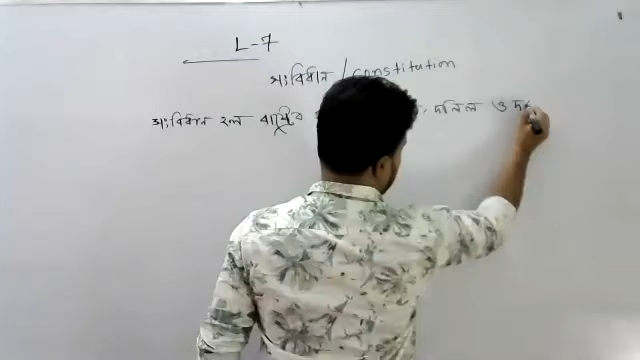 L-7
সংবিধান / constitution
সংবিধান হল রাষ্ট্রের দলিল ও